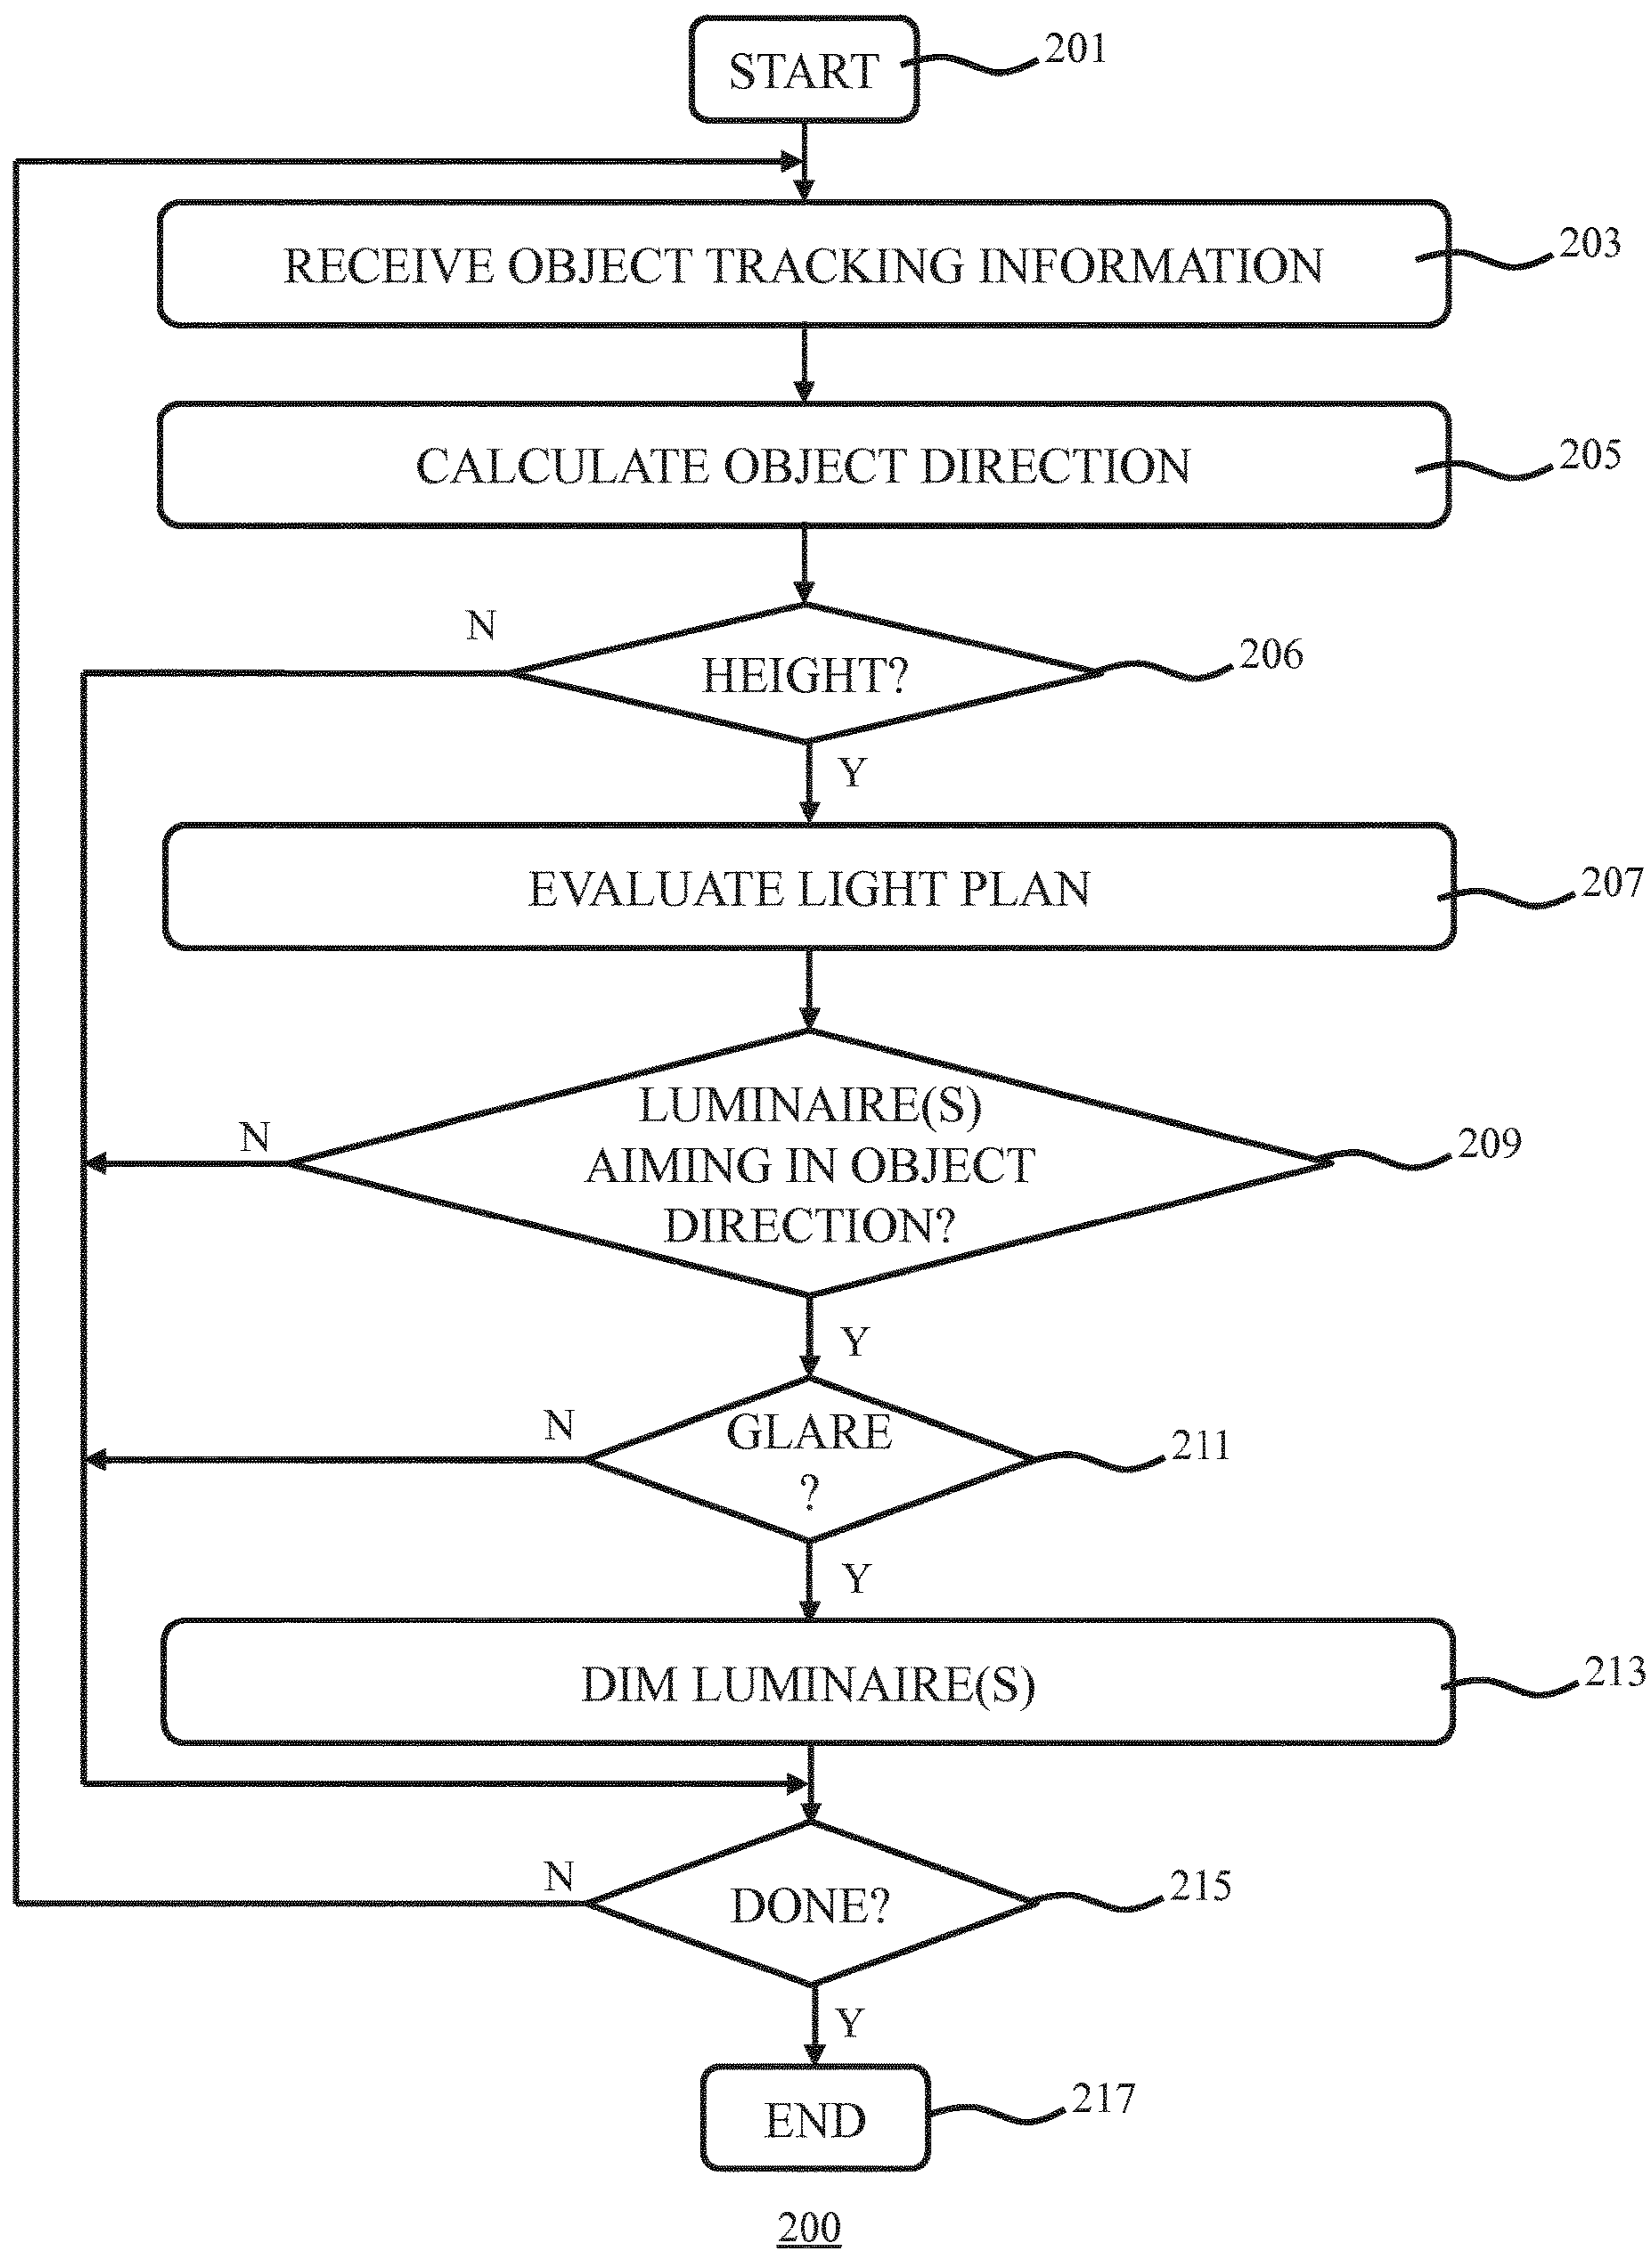 START
201
RECEIVE OBJECT TRACKING INFORMATION
203
CALCULATE OBJECT DIRECTION
205
N
HEIGHT?
206
Y
EVALUATE LIGHT PLAN
207
N
LUMINAIRE(S)
AIMING IN OBJECT
DIRECTION?
209
Y
N
GLARE
?
211
Y
DIM LUMINAIRE(S)
213
N
DONE?
215
Y
END
217
200